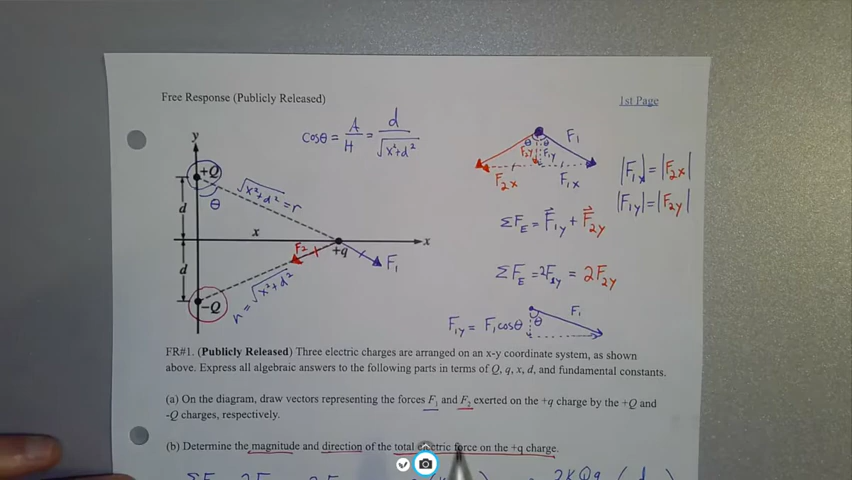 Free Response (Publicly Released)
1st Page
cosθ = A/H = d/√x²+d²
y
+Q
θ
√x²+d² = r
d
x
d
+q
x
F₂
F₁
-Q
r = √x²+d²
F₁
θ θ
F₂y F₁y
F₂x F₁x
|F₁x| = |F₂x|
|F₁y| = |F₂y|
ΣF_E = F₁y + F₂y
ΣF_E = 2F₁y = 2F₂y
F₁y = F₁cosθ
θ
F₁
FR#1. (Publicly Released) Three electric charges are arranged on an x-y coordinate system, as shown
above. Express all algebraic answers to the following parts in terms of Q, q, x, d, and fundamental constants.
(a) On the diagram, draw vectors representing the forces F₁ and F₂ exerted on the +q charge by the +Q and
-Q charges, respectively.
(b) Determine the magnitude and direction of the total electric force on the +q charge.